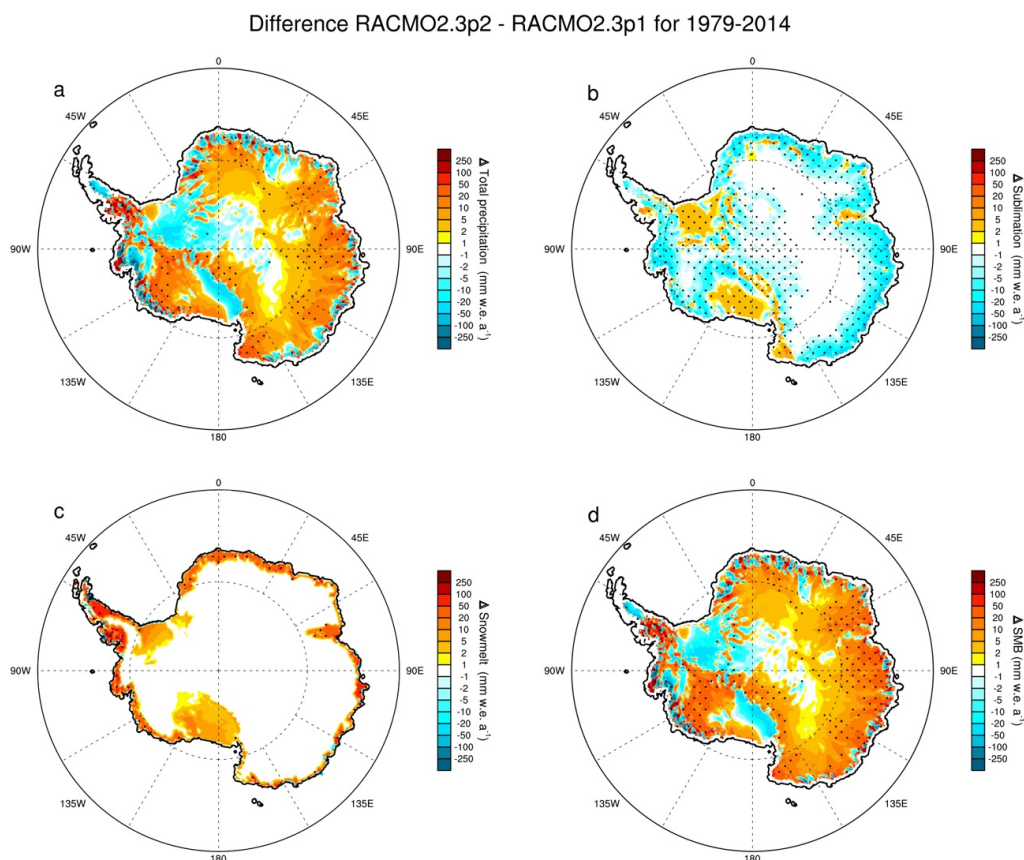 Difference RACMO2.3p2 - RACMO2.3p1 for 1979-2014
a
0
45W
45E
90W
90E
135W
135E
180
250
100
50
20
10
5
2
1
-1
-2
-5
-10
-20
-50
-100
-250
Δ Total precipitation (mm w.e. a⁻¹)
b
0
45W
45E
90W
90E
135W
135E
180
250
100
50
20
10
5
2
1
-1
-2
-5
-10
-20
-50
-100
-250
Δ Sublimation (mm w.e. a⁻¹)
c
0
45W
45E
90W
90E
135W
135E
180
250
100
50
20
10
5
2
1
-1
-2
-5
-10
-20
-50
-100
-250
Δ Snowmelt (mm w.e. a⁻¹)
d
0
45W
45E
90W
90E
135W
135E
180
250
100
50
20
10
5
2
1
-1
-2
-5
-10
-20
-50
-100
-250
Δ SMB (mm w.e. a⁻¹)